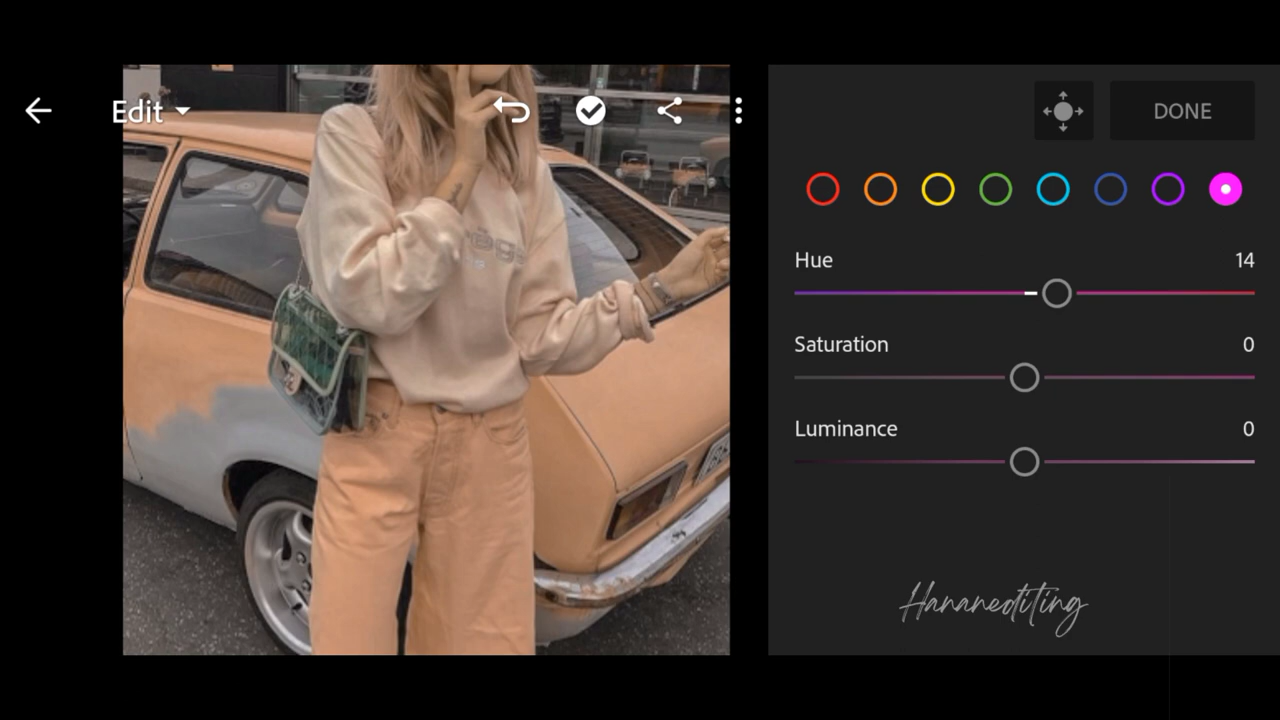 Edit
DONE
Hue
14
Saturation
0
Luminance
0
Hananediting